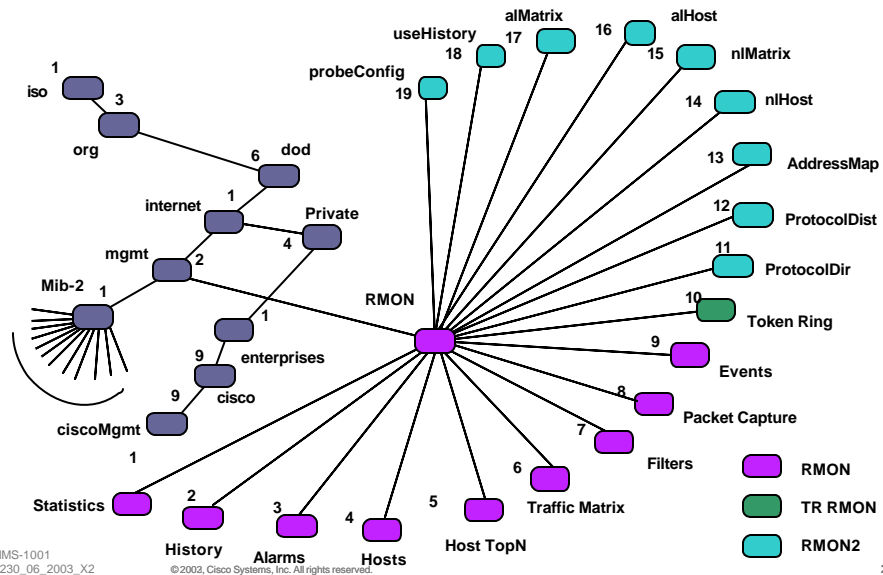 alMatrix
17
useHistory
18
probeConfig
19
16
alHost
15
nlMatrix
14
nlHost
13
AddressMap
12
ProtocolDist
11
ProtocolDir
10
Token Ring
9
Events
8
Packet Capture
7
Filters
6
Traffic Matrix
5
Host TopN
4
Hosts
3
Alarms
2
History
1
Statistics
RMON
1
iso
3
org
6
dod
1
internet
Private
4
mgmt
2
Mib-2
1
1
enterprises
9
cisco
9
ciscoMgmt
RMON
TR RMON
RMON2
MS-1001
230_06_2003_X2
© 2003, Cisco Systems, Inc. All rights reserved.